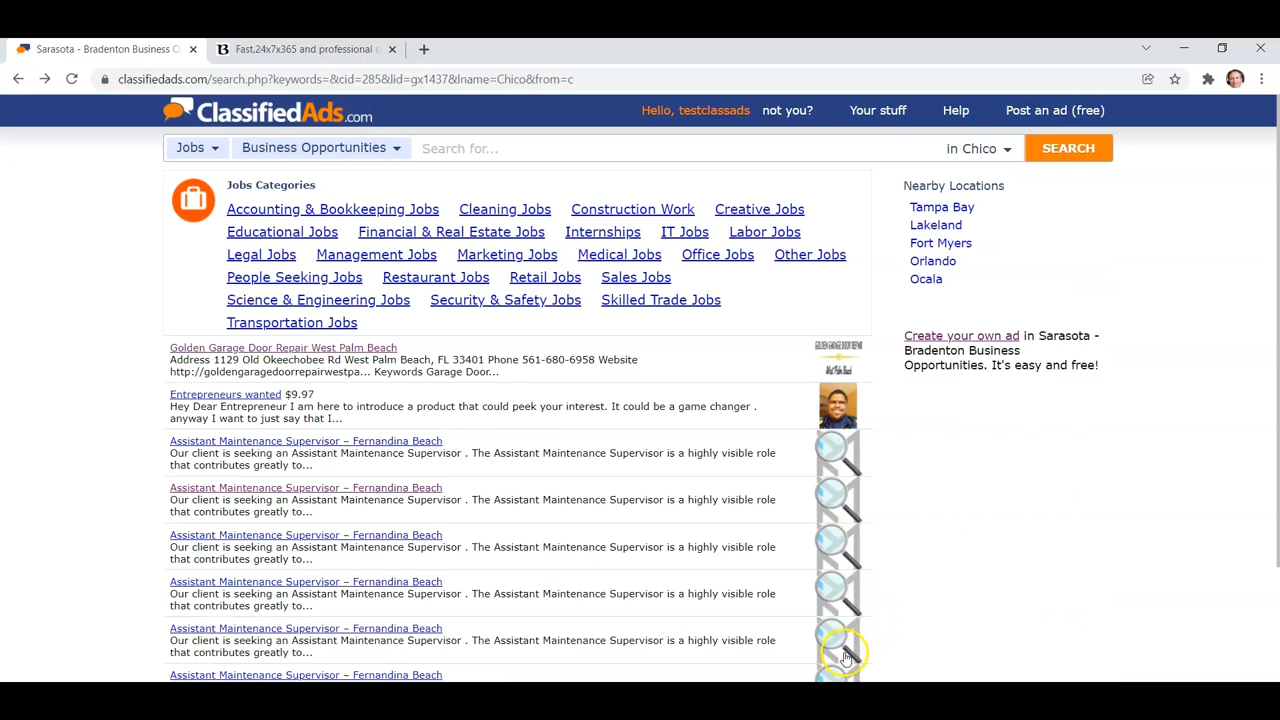 Sarasota - Bradenton Business O
Fast,24x7x365 and professional s
classifiedads.com/search.php?keywords=&cid=285&lid=gx1437&lname=Chico&from=c
ClassifiedAds.com
Hello, testclassads not you? Your stuff Help Post an ad (free)
Jobs Business Opportunities Search for... in Chico SEARCH
Jobs Categories
Accounting & Bookkeeping Jobs Cleaning Jobs Construction Work Creative Jobs
Educational Jobs Financial & Real Estate Jobs Internships IT Jobs Labor Jobs
Legal Jobs Management Jobs Marketing Jobs Medical Jobs Office Jobs Other Jobs
People Seeking Jobs Restaurant Jobs Retail Jobs Sales Jobs
Science & Engineering Jobs Security & Safety Jobs Skilled Trade Jobs
Transportation Jobs
Nearby Locations
Tampa Bay
Lakeland
Fort Myers
Orlando
Ocala
Create your own ad in Sarasota -
Bradenton Business
Opportunities. It's easy and free!
Golden Garage Door Repair West Palm Beach
Address 1129 Old Okeechobee Rd West Palm Beach, FL 33401 Phone 561-680-6958 Website
http://goldengaragedoorrepairwestpa... Keywords Garage Door...
GOLDEN GARAGE DOOR REPAIR
West Palm Beach
Entrepreneurs wanted $9.97
Hey Dear Entrepreneur I am here to introduce a product that could peek your interest. It could be a game changer .
anyway I want to just say that I...
Assistant Maintenance Supervisor – Fernandina Beach
Our client is seeking an Assistant Maintenance Supervisor . The Assistant Maintenance Supervisor is a highly visible role
that contributes greatly to...
Assistant Maintenance Supervisor – Fernandina Beach
Our client is seeking an Assistant Maintenance Supervisor . The Assistant Maintenance Supervisor is a highly visible role
that contributes greatly to...
Assistant Maintenance Supervisor – Fernandina Beach
Our client is seeking an Assistant Maintenance Supervisor . The Assistant Maintenance Supervisor is a highly visible role
that contributes greatly to...
Assistant Maintenance Supervisor – Fernandina Beach
Our client is seeking an Assistant Maintenance Supervisor . The Assistant Maintenance Supervisor is a highly visible role
that contributes greatly to...
Assistant Maintenance Supervisor – Fernandina Beach
Our client is seeking an Assistant Maintenance Supervisor . The Assistant Maintenance Supervisor is a highly visible role
that contributes greatly to...
Assistant Maintenance Supervisor – Fernandina Beach